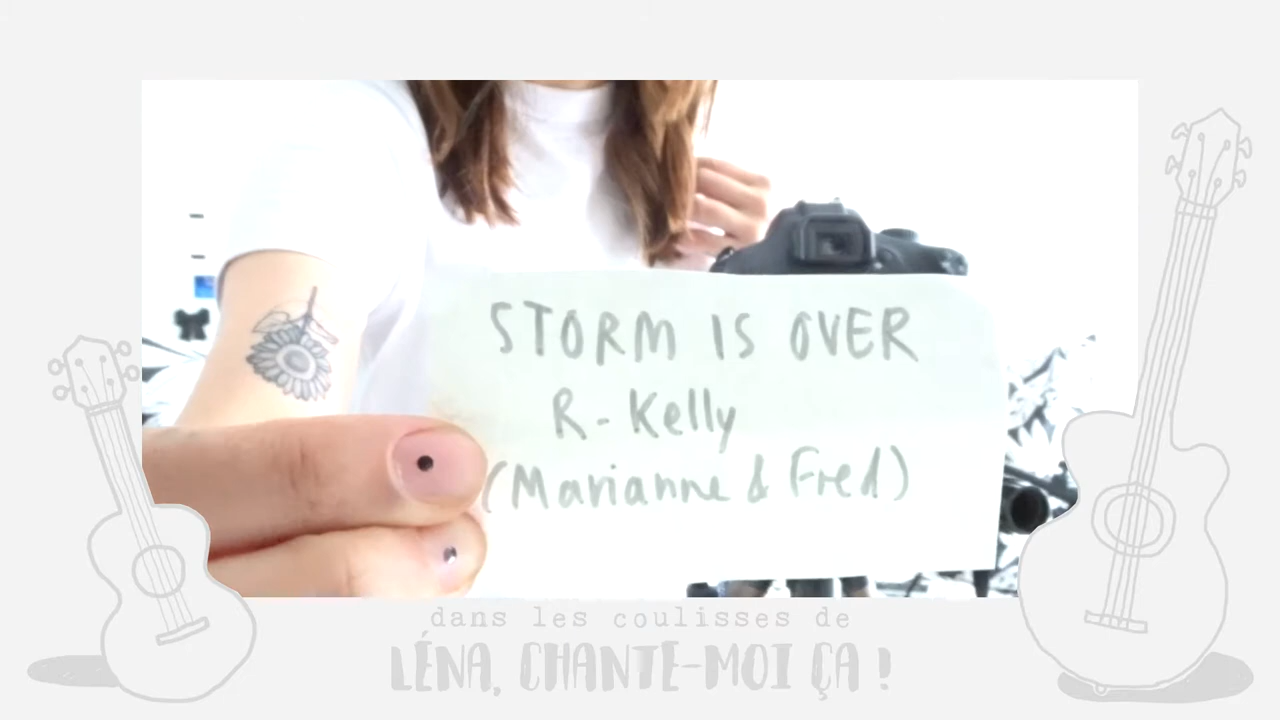 STORM IS OVER
R-Kelly
(Marianne & Fred)
dans les coulisses de
LÉNA, CHANTE-MOI ÇA !